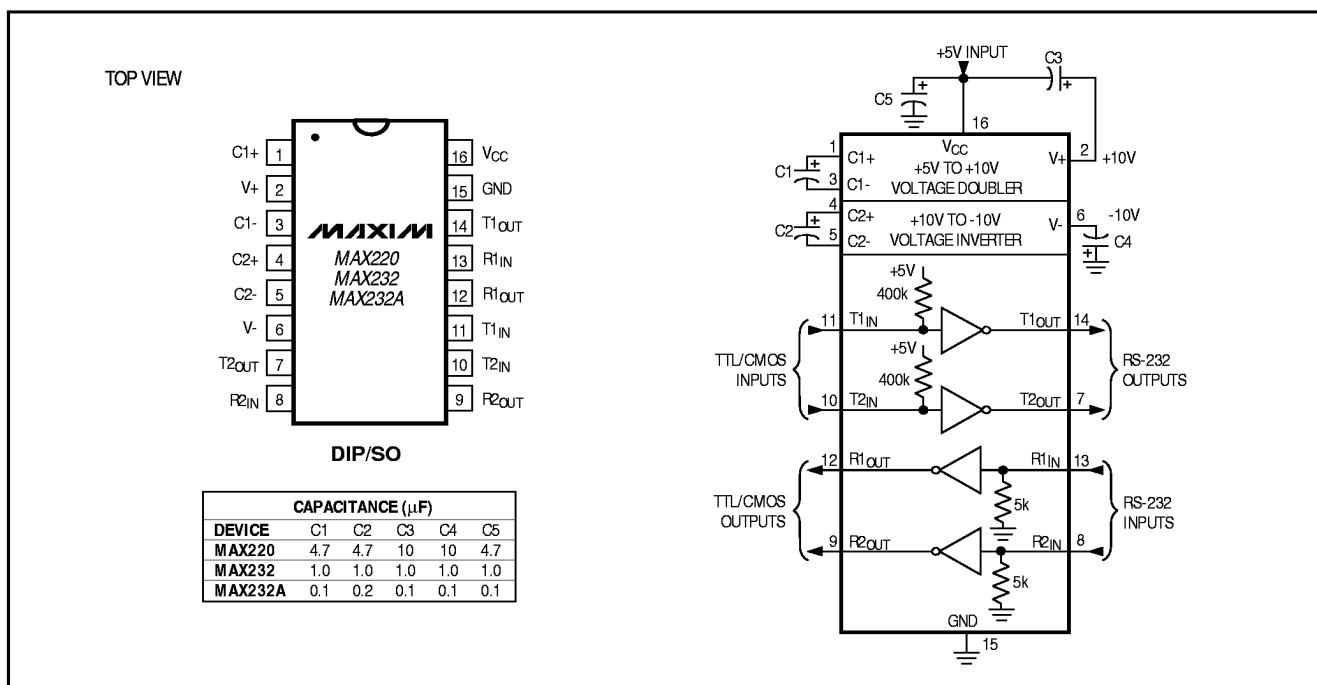 TOP VIEW
C1+ 1
V+ 2
C1- 3
C2+ 4
C2- 5
V- 6
T2OUT 7
R2IN 8
16 VCC
15 GND
14 T1OUT
13 R1IN
12 R1OUT
11 T1IN
10 T2IN
9 R2OUT
MAXIM
MAX220
MAX232
MAX232A
DIP/SO
CAPACITANCE (µF)
DEVICE C1 C2 C3 C4 C5
MAX220 4.7 4.7 10 10 4.7
MAX232 1.0 1.0 1.0 1.0 1.0
MAX232A 0.1 0.2 0.1 0.1 0.1
+5V INPUT
C3
+
C5
+
16
VCC
1
C1+
C1
+
3
C1-
+5V TO +10V
VOLTAGE DOUBLER
V+
2
+10V
4
C2+
C2
+
5
C2-
+10V TO -10V
VOLTAGE INVERTER
V-
6
-10V
C4
+
+5V
400k
11 T1IN
T1OUT 14
+5V
400k
TTL/CMOS
INPUTS
RS-232
OUTPUTS
10 T2IN
T2OUT 7
12 R1OUT
R1IN 13
5k
TTL/CMOS
OUTPUTS
RS-232
INPUTS
9 R2OUT
R2IN 8
5k
GND
15